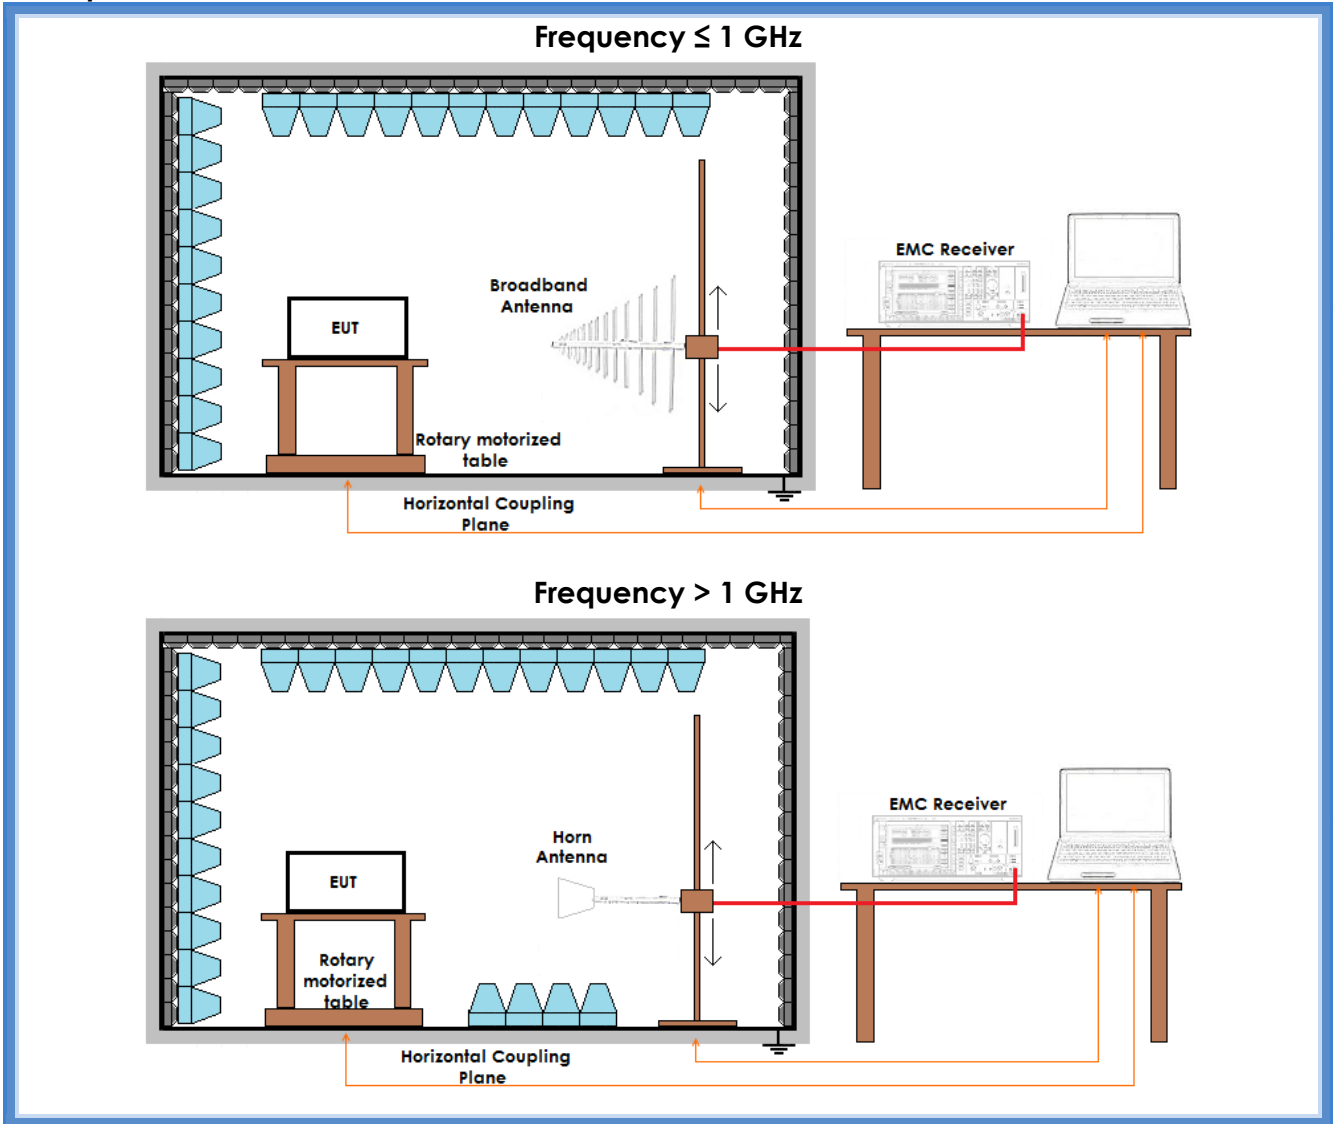 Frequency ≤ 1 GHz
EMC Receiver
Broadband
Antenna
EUT
Rotary motorized
table
Horizontal Coupling
Plane
Frequency > 1 GHz
EMC Receiver
Horn
Antenna
EUT
Rotary
motorized
table
Horizontal Coupling
Plane